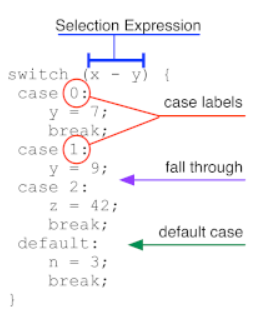 Selection Expression
switch (x - y) {
case 0:
case labels
y = 7;
break;
case 1:
y = 9;
fall through
case 2:
z = 42;
break;
default:
default case
n = 3;
break;
}